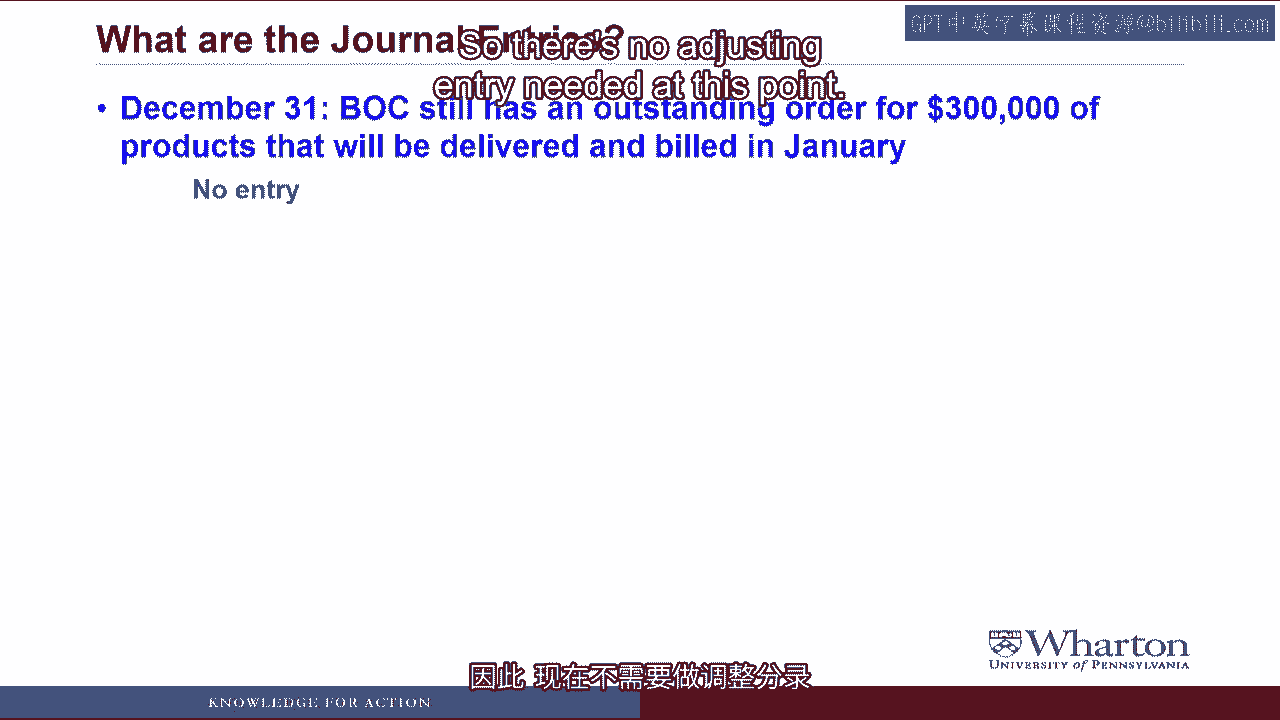 GPT中英字幕课程资源@bilibili.com
What are the Journal Entries?
So there's no adjusting
entry needed at this point.
• December 31: BOC still has an outstanding order for $300,000 of
products that will be delivered and billed in January
No entry
Wharton
UNIVERSITY of PENNSYLVANIA
因此 现在不需要做调整分录
KNOWLEDGE FOR ACTION